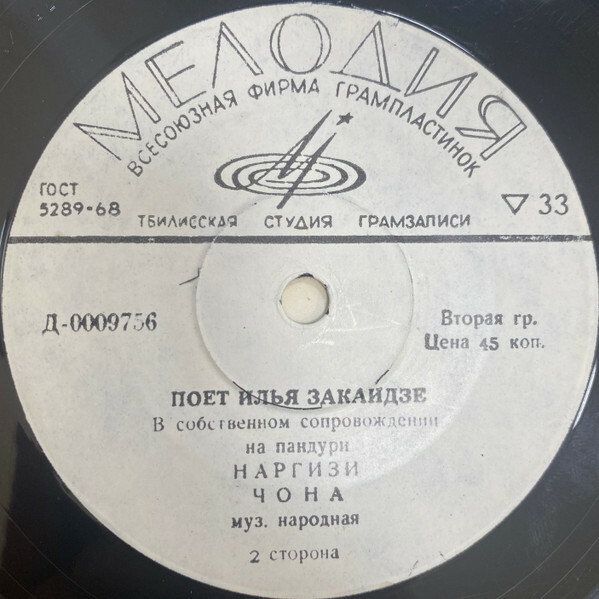 МЕЛОДИЯ
ВСЕСОЮЗНАЯ ФИРМА ГРАМПЛАСТИНОК
ГОСТ
5289-68
ТБИЛИССКАЯ СТУДИЯ ГРАМЗАПИСИ
▽ 33
Д-0009756
Вторая гр.
Цена 45 коп.
ПОЕТ ИЛЬЯ ЗАКАИДЗЕ
В собственном сопровождении
на пандури
НАРГИЗИ
ЧОНА
муз. народная
2 сторона